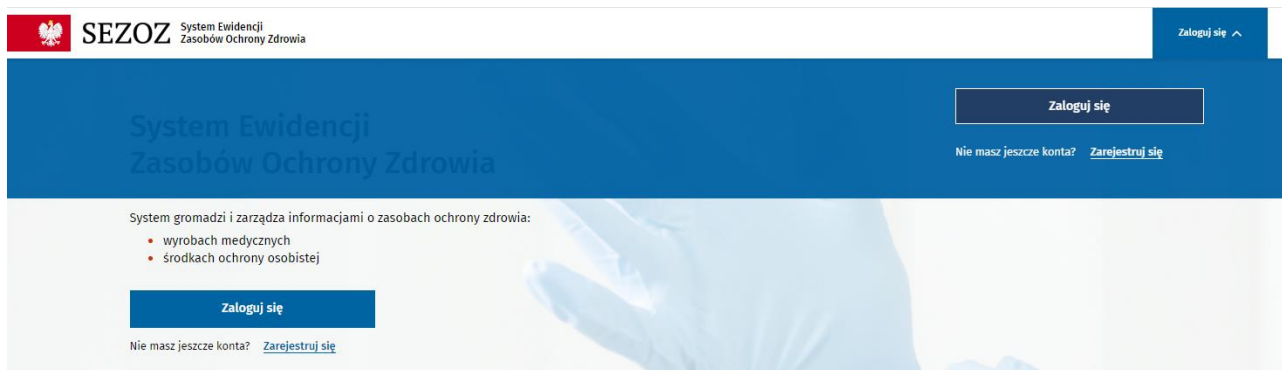 SEZOZ System Ewidencji
Zasobów Ochrony Zdrowia
Zaloguj się
System Ewidencji
Zasobów Ochrony Zdrowia
Zaloguj się
Nie masz jeszcze konta? Zarejestruj się
System gromadzi i zarządza informacjami o zasobach ochrony zdrowia:
• wyrobach medycznych
• środkach ochrony osobistej
Zaloguj się
Nie masz jeszcze konta? Zarejestruj się